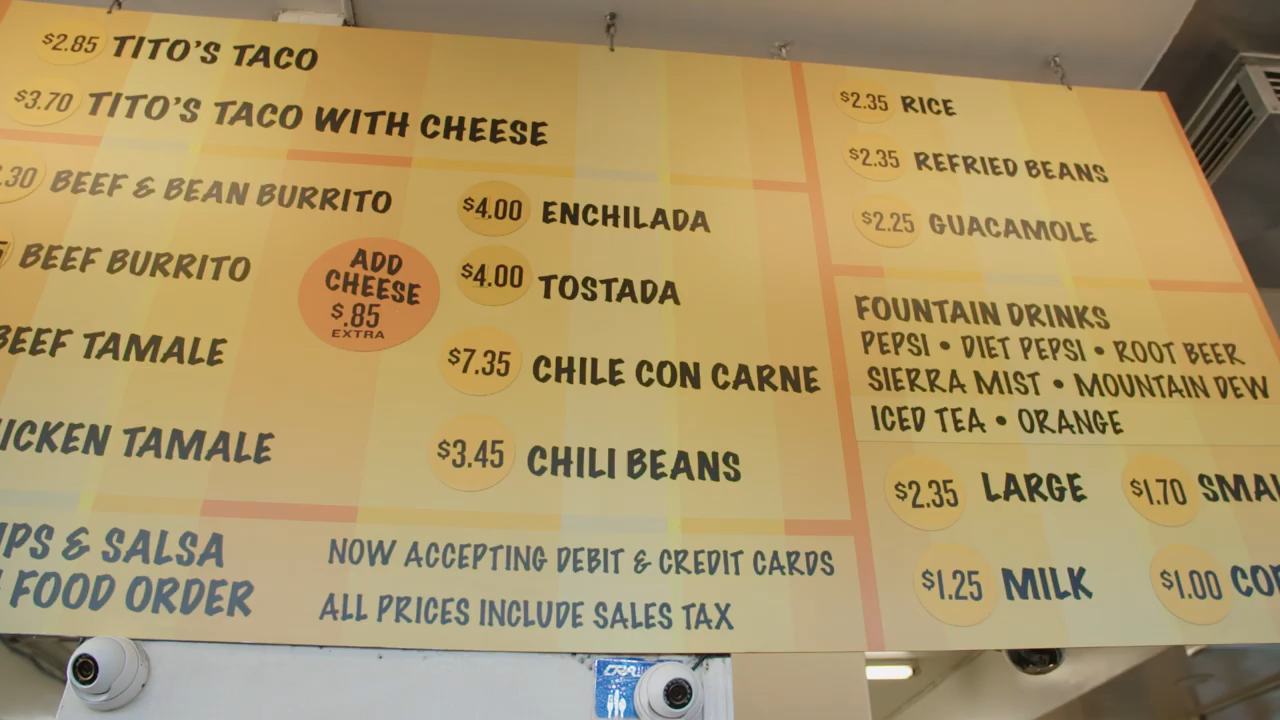 $2.85 TITO'S TACO
$3.70 TITO'S TACO WITH CHEESE
.30 BEEF & BEAN BURRITO
BEEF BURRITO
BEEF TAMALE
ICKEN TAMALE
ADD
CHEESE
$.85
EXTRA
$4.00 ENCHILADA
$4.00 TOSTADA
$7.35 CHILE CON CARNE
$3.45 CHILI BEANS
IPS & SALSA
FOOD ORDER
NOW ACCEPTING DEBIT & CREDIT CARDS
ALL PRICES INCLUDE SALES TAX
$2.35 RICE
$2.35 REFRIED BEANS
$2.25 GUACAMOLE
FOUNTAIN DRINKS
PEPSI • DIET PEPSI • ROOT BEER
SIERRA MIST • MOUNTAIN DEW
ICED TEA • ORANGE
$2.35 LARGE $1.70 SMAL
$1.25 MILK $1.00 COF